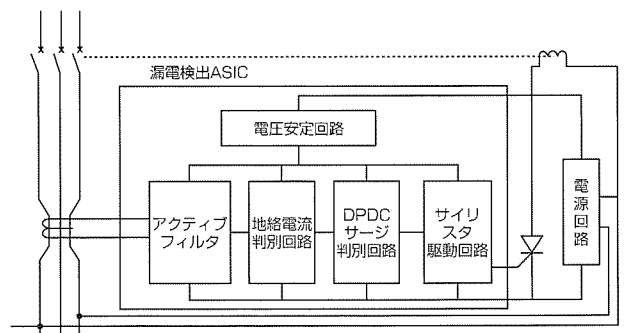 漏電検出ASIC
電圧安定回路
アクティブ
フィルタ
地絡電流
判別回路
DPDC
サージ
判別回路
サイリ
スタ
駆動回路
電
源
回
路